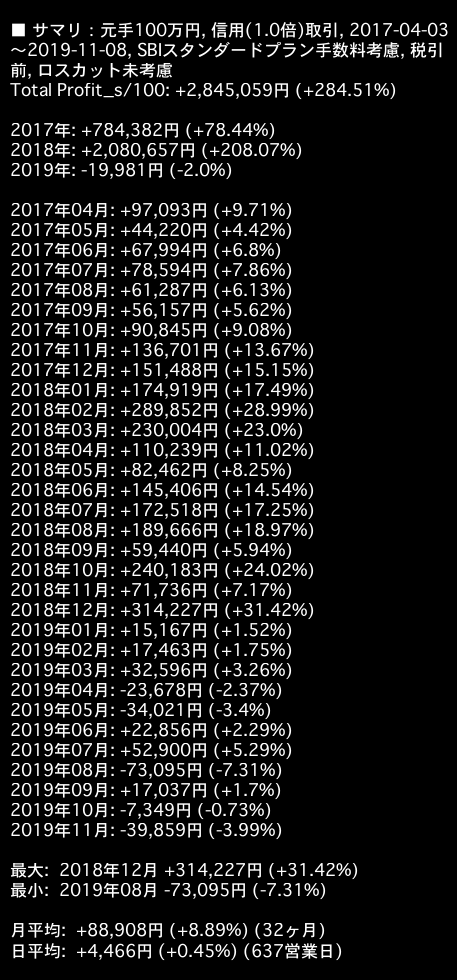 ■ サマリ : 元手100万円, 信用(1.0倍)取引, 2017-04-03
〜2019-11-08, SBIスタンダードプラン手数料考慮, 税引
前, ロスカット未考慮
Total Profit_s/100: +2,845,059円 (+284.51%)
2017年: +784,382円 (+78.44%)
2018年: +2,080,657円 (+208.07%)
2019年: -19,981円 (-2.0%)
2017年04月: +97,093円 (+9.71%)
2017年05月: +44,220円 (+4.42%)
2017年06月: +67,994円 (+6.8%)
2017年07月: +78,594円 (+7.86%)
2017年08月: +61,287円 (+6.13%)
2017年09月: +56,157円 (+5.62%)
2017年10月: +90,845円 (+9.08%)
2017年11月: +136,701円 (+13.67%)
2017年12月: +151,488円 (+15.15%)
2018年01月: +174,919円 (+17.49%)
2018年02月: +289,852円 (+28.99%)
2018年03月: +230,004円 (+23.0%)
2018年04月: +110,239円 (+11.02%)
2018年05月: +82,462円 (+8.25%)
2018年06月: +145,406円 (+14.54%)
2018年07月: +172,518円 (+17.25%)
2018年08月: +189,666円 (+18.97%)
2018年09月: +59,440円 (+5.94%)
2018年10月: +240,183円 (+24.02%)
2018年11月: +71,736円 (+7.17%)
2018年12月: +314,227円 (+31.42%)
2019年01月: +15,167円 (+1.52%)
2019年02月: +17,463円 (+1.75%)
2019年03月: +32,596円 (+3.26%)
2019年04月: -23,678円 (-2.37%)
2019年05月: -34,021円 (-3.4%)
2019年06月: +22,856円 (+2.29%)
2019年07月: +52,900円 (+5.29%)
2019年08月: -73,095円 (-7.31%)
2019年09月: +17,037円 (+1.7%)
2019年10月: -7,349円 (-0.73%)
2019年11月: -39,859円 (-3.99%)
最大: 2018年12月 +314,227円 (+31.42%)
最小: 2019年08月 -73,095円 (-7.31%)
月平均: +88,908円 (+8.89%) (32ヶ月)
日平均: +4,466円 (+0.45%) (637営業日)